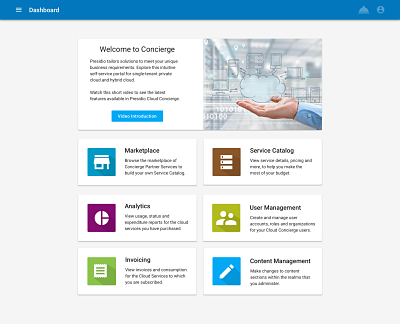 Dashboard
Welcome to Concierge
Presidio tailors solutions to meet your unique
business requirements. Explore this intuitive
self-service portal for single tenant private
cloud and hybrid cloud.
Watch this short video to see the latest
features available in Presidio Cloud Concierge
Video Introduction
Marketplace
Browse the marketplace of
Concierge Partner Services to
build your own Service Catalog.
Service Catalog
View service details, pricing and
more, to help you make the
most of your budget.
Analytics
View usage, status and
expenditure reports for the cloud
services you have purchased.
User Management
Create and manage user
accounts, roles and organizations
for your Cloud Concierge users.
Invoicing
View invoices and consumption
for the Cloud Services to which
you are subscribed.
Content Management
Make changes to content
sections within the realms that
you administer.